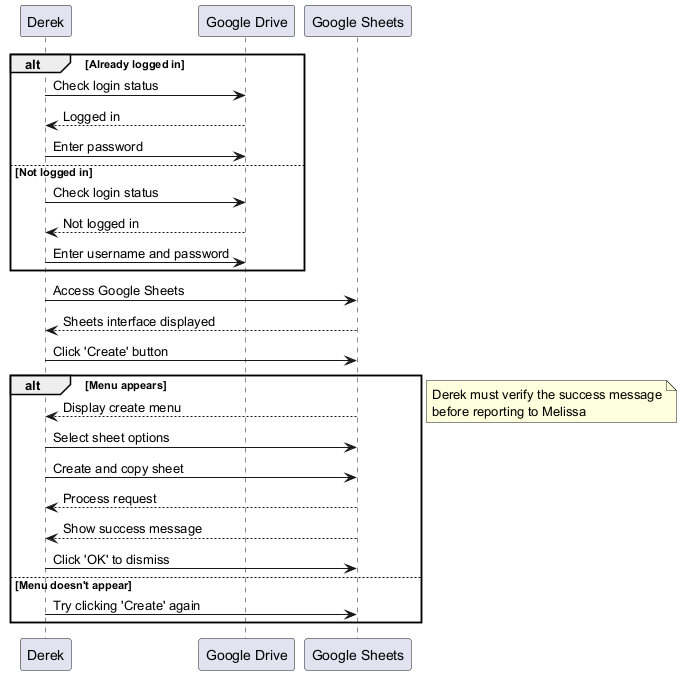 Derek
Google Drive
Google Sheets
alt
[Already logged in]
Check login status
Logged in
Enter password
[Not logged in]
Check login status
Not logged in
Enter username and password
Access Google Sheets
Sheets interface displayed
Click 'Create' button
alt
[Menu appears]
Derek must verify the success message
before reporting to Melissa
Display create menu
Select sheet options
Create and copy sheet
Process request
Show success message
Click 'OK' to dismiss
[Menu doesn't appear]
Try clicking 'Create' again
Derek
Google Drive
Google Sheets